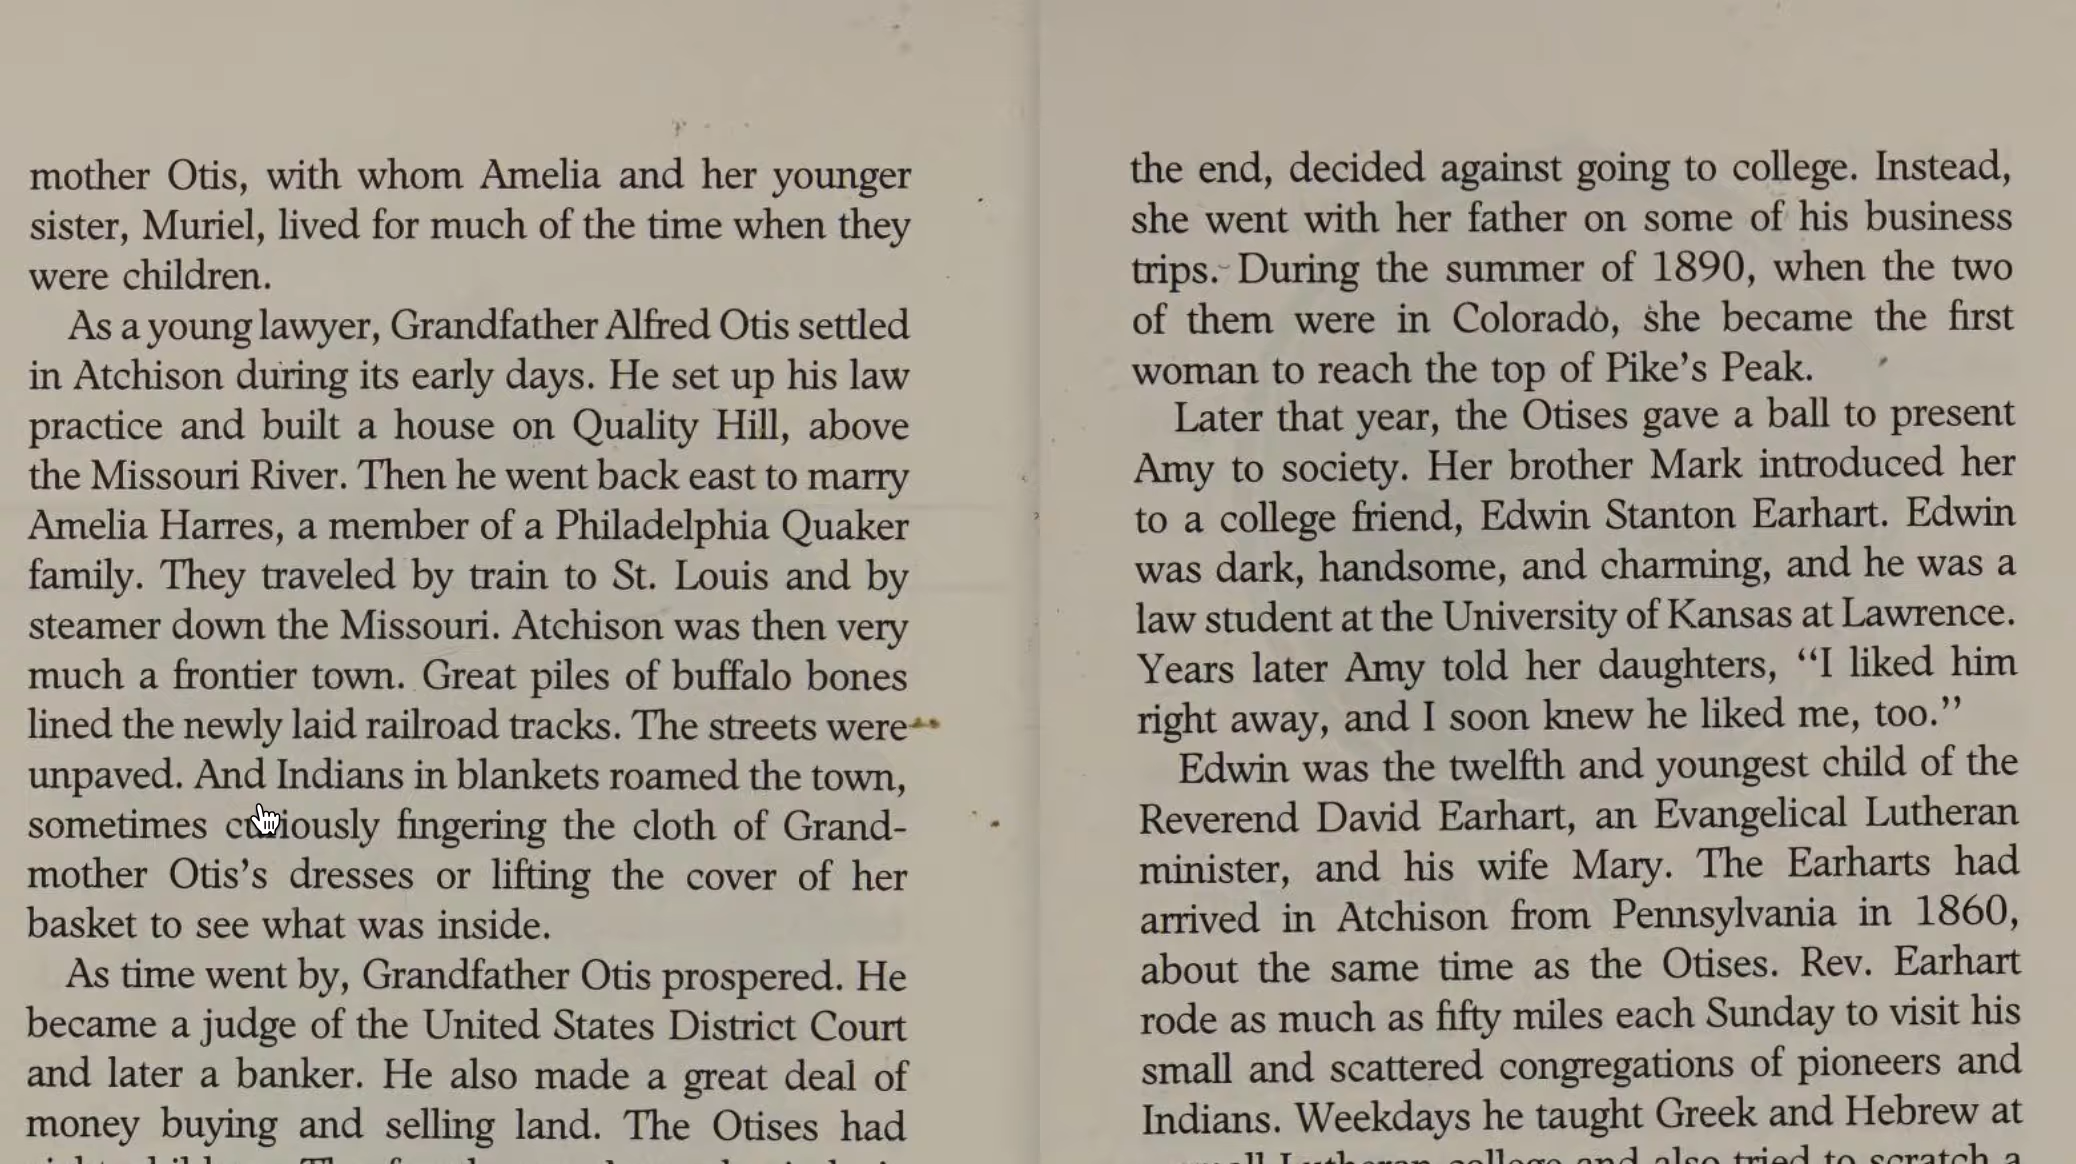 mother Otis, with whom Amelia and her younger
sister, Muriel, lived for much of the time when they
were children.
As a young lawyer, Grandfather Alfred Otis settled
in Atchison during its early days. He set up his law
practice and built a house on Quality Hill, above
the Missouri River. Then he went back east to marry
Amelia Harres, a member of a Philadelphia Quaker
family. They traveled by train to St. Louis and by
steamer down the Missouri. Atchison was then very
much a frontier town. Great piles of buffalo bones
lined the newly laid railroad tracks. The streets were
unpaved. And Indians in blankets roamed the town,
sometimes curiously fingering the cloth of Grand-
mother Otis's dresses or lifting the cover of her
basket to see what was inside.
As time went by, Grandfather Otis prospered. He
became a judge of the United States District Court
and later a banker. He also made a great deal of
money buying and selling land. The Otises had
the end, decided against going to college. Instead,
she went with her father on some of his business
trips. During the summer of 1890, when the two
of them were in Colorado, she became the first
woman to reach the top of Pike's Peak.
Later that year, the Otises gave a ball to present
Amy to society. Her brother Mark introduced her
to a college friend, Edwin Stanton Earhart. Edwin
was dark, handsome, and charming, and he was a
law student at the University of Kansas at Lawrence.
Years later Amy told her daughters, “I liked him
right away, and I soon knew he liked me, too.”
Edwin was the twelfth and youngest child of the
Reverend David Earhart, an Evangelical Lutheran
minister, and his wife Mary. The Earharts had
arrived in Atchison from Pennsylvania in 1860,
about the same time as the Otises. Rev. Earhart
rode as much as fifty miles each Sunday to visit his
small and scattered congregations of pioneers and
Indians. Weekdays he taught Greek and Hebrew at
small Lutheran college and also tried to scratch a